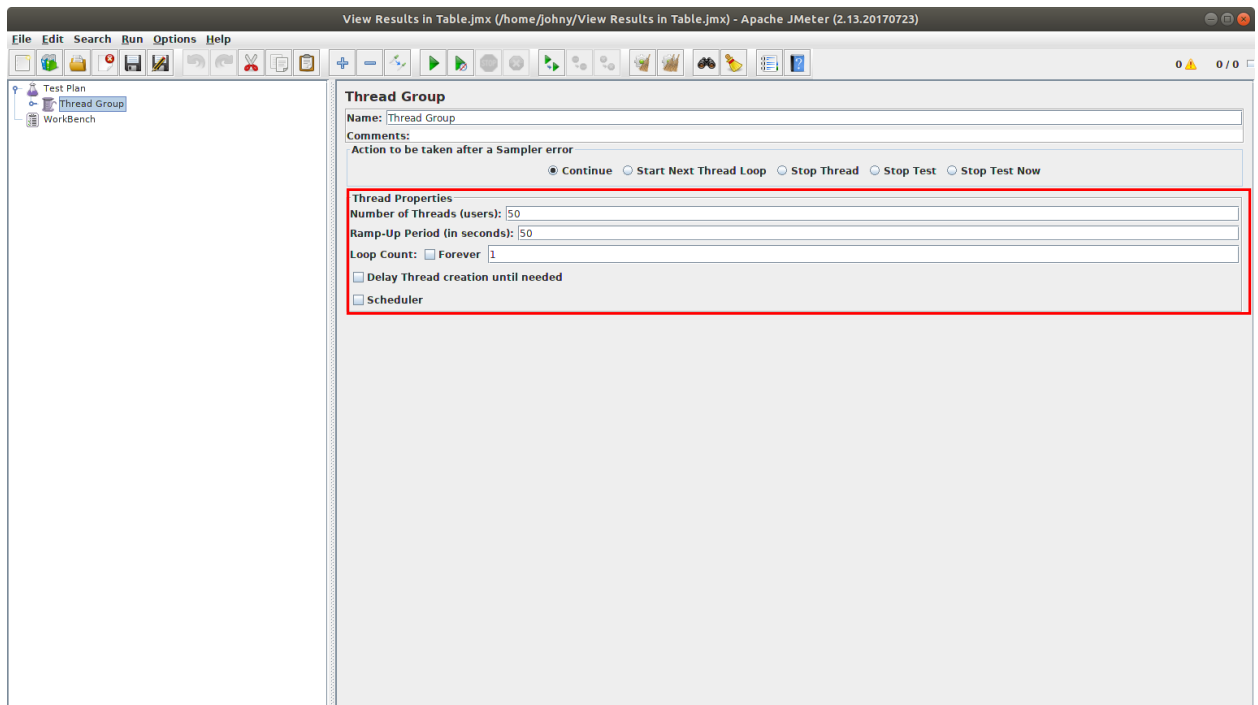 View Results in Table.jmx (/home/johny/View Results in Table.jmx) - Apache JMeter (2.13.20170723)
File Edit Search Run Options Help
0 0 / 0
Test Plan
Thread Group
WorkBench
Thread Group
Name: Thread Group
Comments:
Action to be taken after a Sampler error
Continue Start Next Thread Loop Stop Thread Stop Test Stop Test Now
Thread Properties
Number of Threads (users): 50
Ramp-Up Period (in seconds): 50
Loop Count: Forever 1
Delay Thread creation until needed
Scheduler